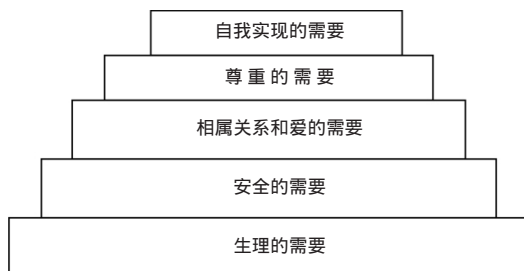 自我实现的需要
尊重的需要
相属关系和爱的需要
安全的需要
生理的需要